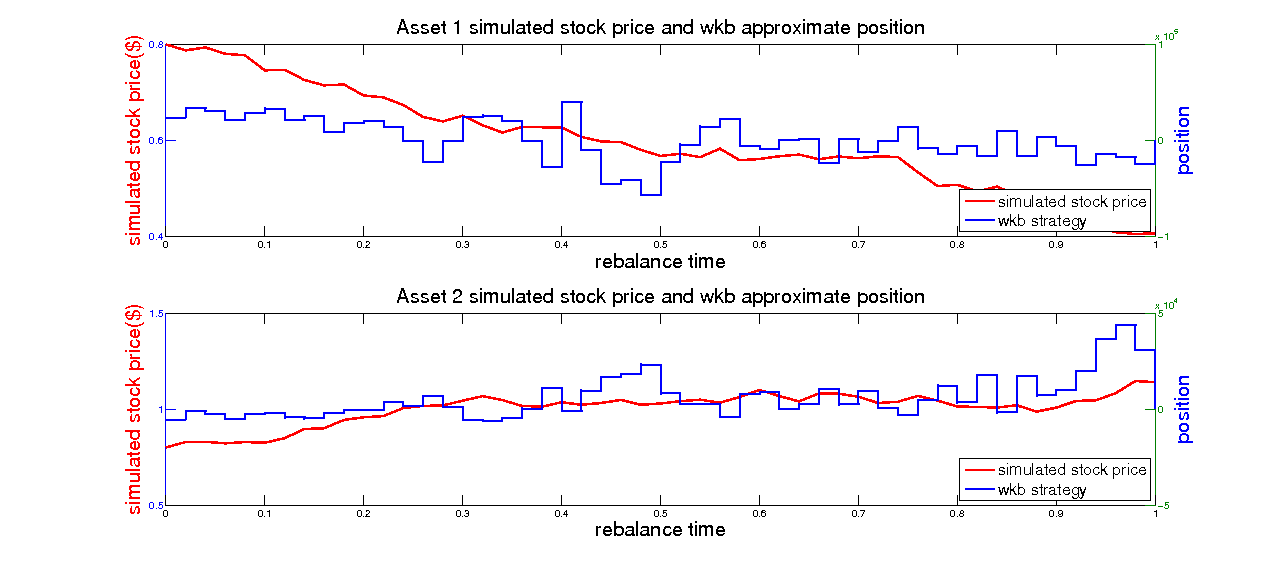 Asset 1 simulated stock price and wkb approximate position
simulated stock price($)
0.8
0.6
0.4
x 10^5
1
0
-1
position
simulated stock price
wkb strategy
0 0.1 0.2 0.3 0.4 0.5 0.6 0.7 0.8 0.9 1
rebalance time
Asset 2 simulated stock price and wkb approximate position
simulated stock price($)
1.5
1
0.5
x 10^4
5
0
-5
position
simulated stock price
wkb strategy
0 0.1 0.2 0.3 0.4 0.5 0.6 0.7 0.8 0.9 1
rebalance time